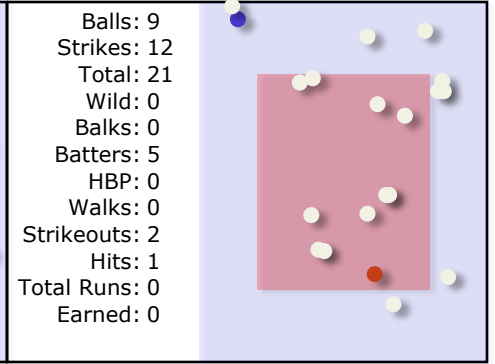 Balls: 9
Strikes: 12
Total: 21
Wild: 0
Balks: 0
Batters: 5
HBP: 0
Walks: 0
Strikeouts: 2
Hits: 1
Total Runs: 0
Earned: 0